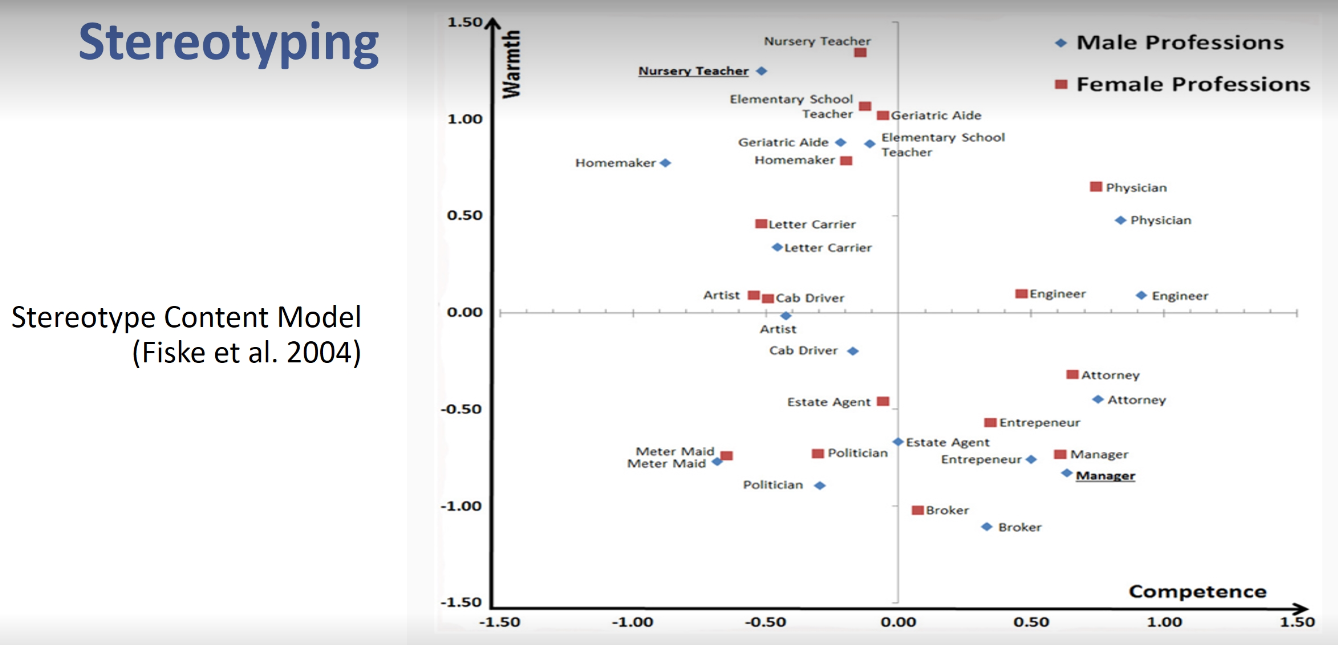 Stereotyping
Stereotype Content Model
(Fiske et al. 2004)
Warmth
Competence
Male Professions
Female Professions
1.50
1.00
0.50
0.00
-0.50
-1.00
-1.50
-1.50
-1.00
-0.50
0.00
0.50
1.00
1.50
Nursery Teacher
Nursery Teacher
Elementary School
Teacher
Geriatric Aide
Geriatric Aide
Elementary School
Teacher
Homemaker
Homemaker
Physician
Physician
Letter Carrier
Letter Carrier
Artist
Cab Driver
Engineer
Engineer
Artist
Cab Driver
Attorney
Attorney
Estate Agent
Entrepeneur
Estate Agent
Meter Maid
Meter Maid
Politician
Entrepeneur
Manager
Manager
Politician
Broker
Broker